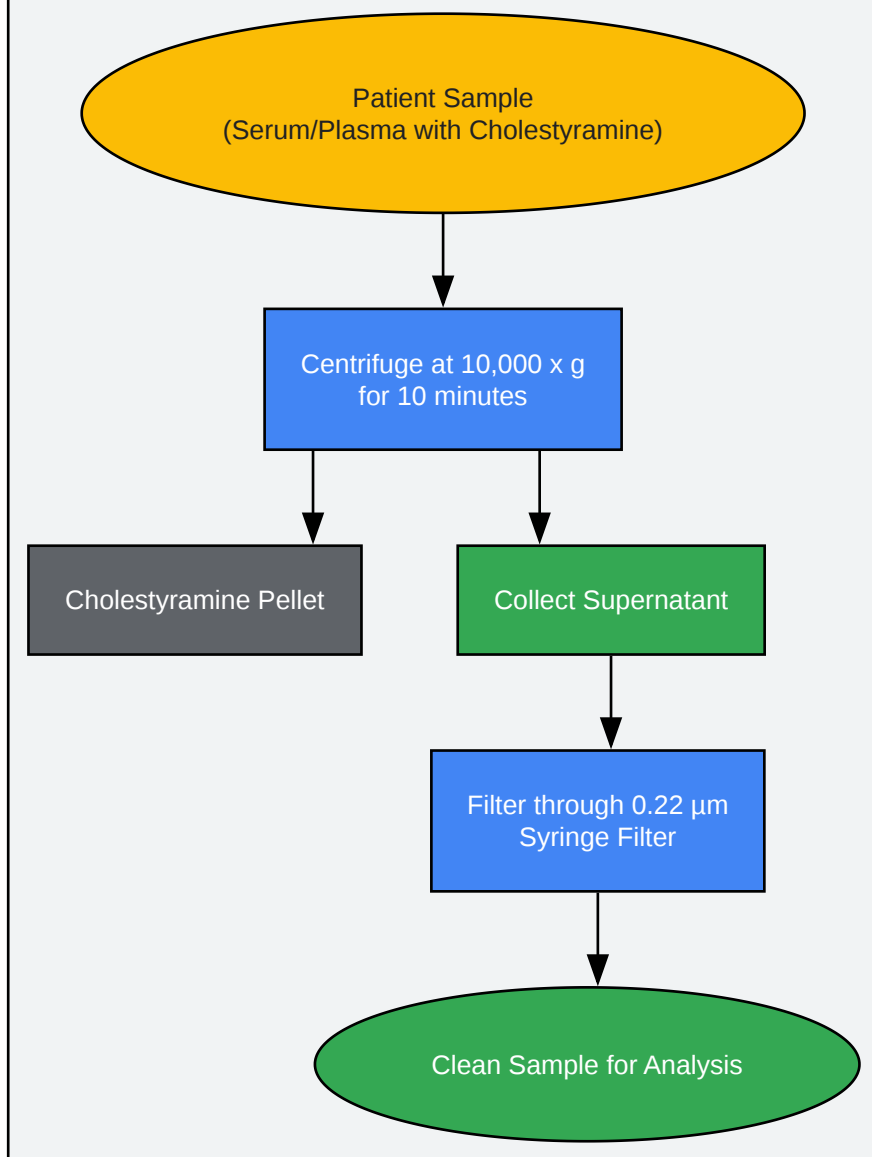 Patient Sample
(Serum/Plasma with Cholestyramine)
Centrifuge at 10,000 x g
for 10 minutes
Cholestyramine Pellet
Collect Supernatant
Filter through 0.22 µm
Syringe Filter
Clean Sample for Analysis